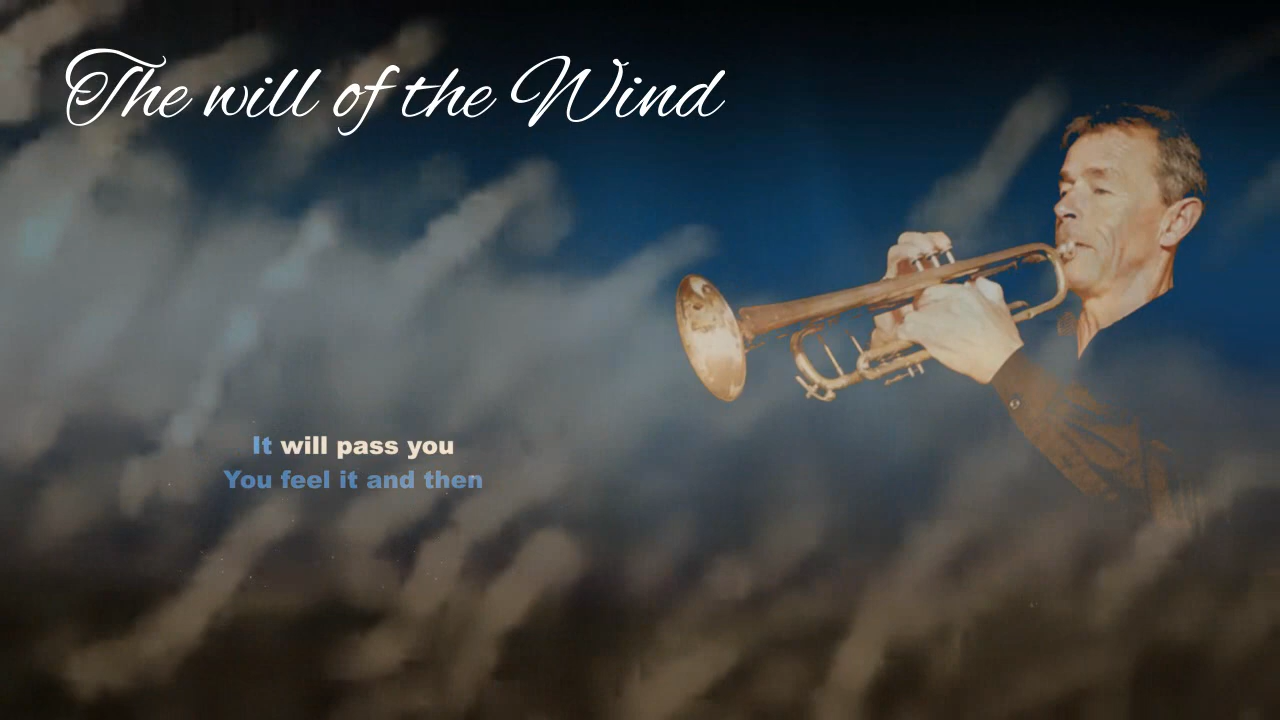 The will of the Wind
It will pass you
You feel it and then